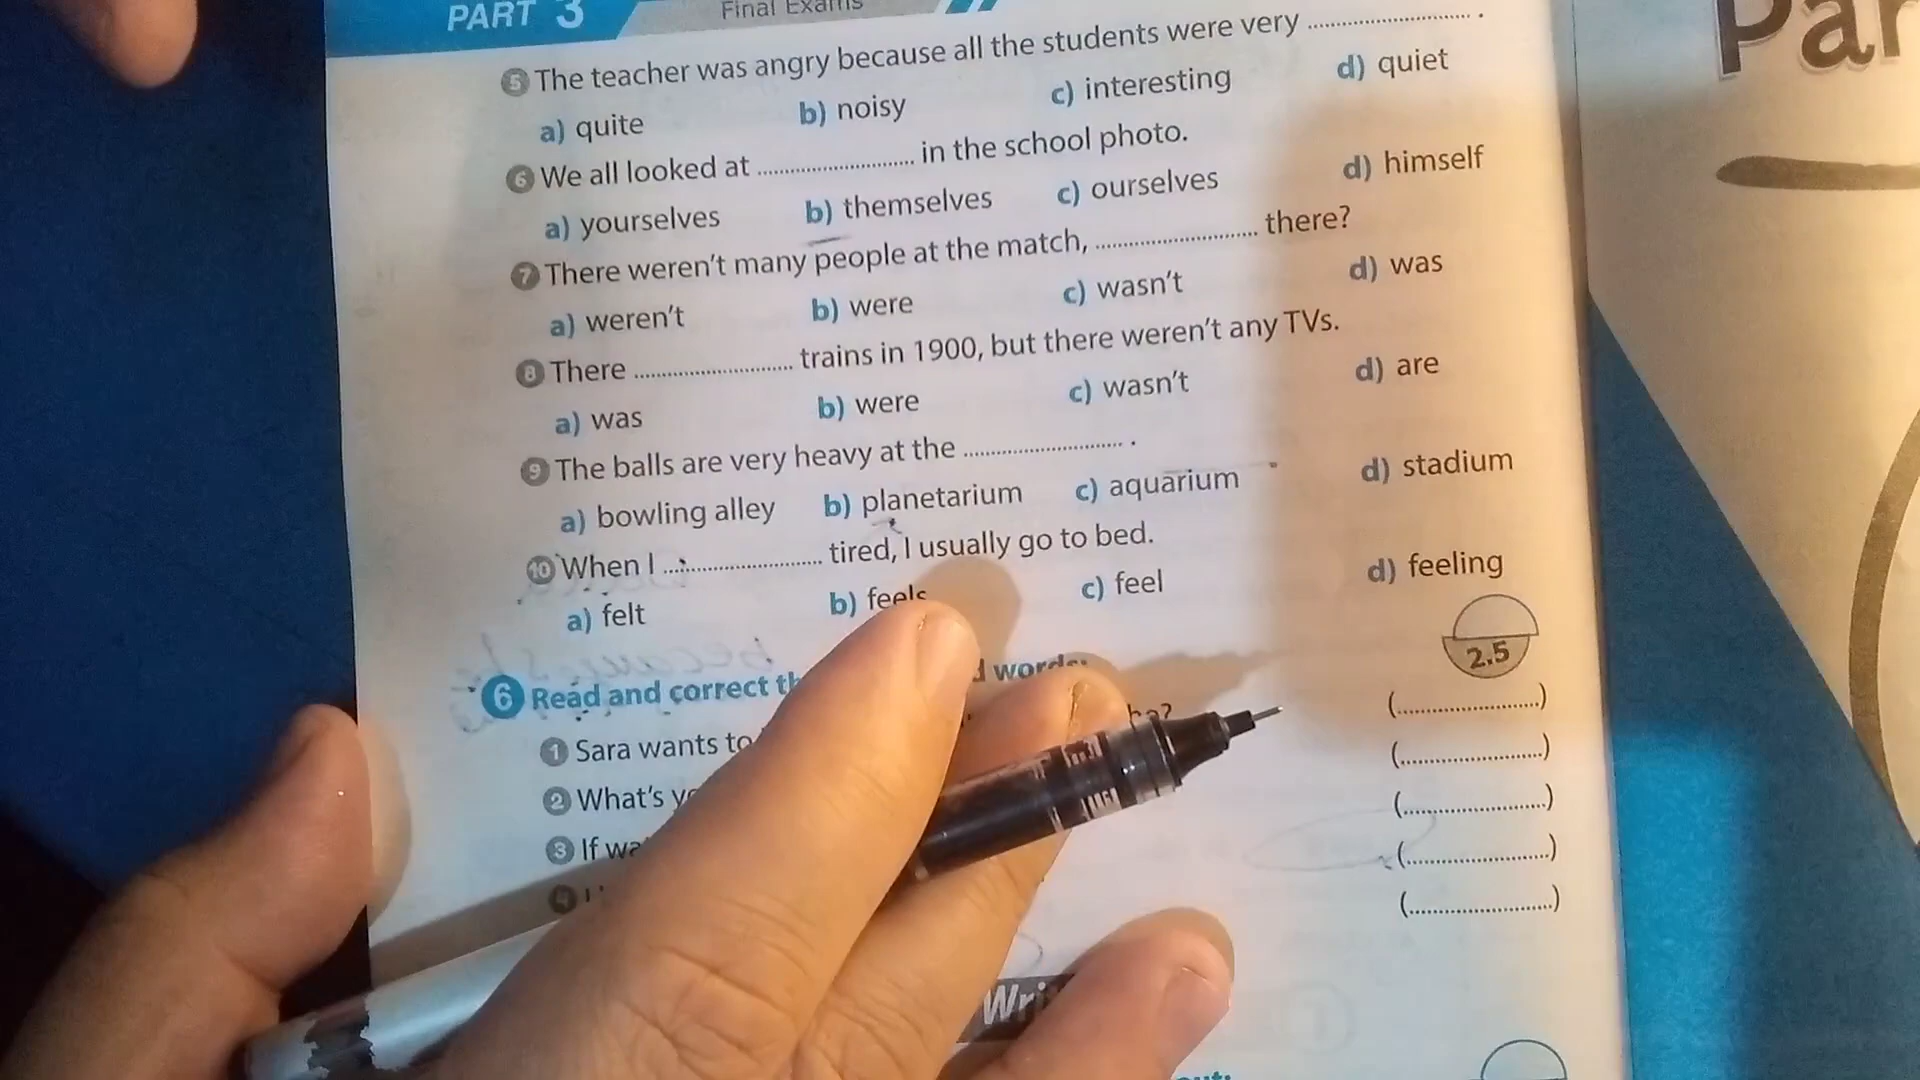 PART 3
Final Exams
5 The teacher was angry because all the students were very .......................... .
a) quite b) noisy c) interesting d) quiet
6 We all looked at .......................... in the school photo.
a) yourselves b) themselves c) ourselves d) himself
7 There weren't many people at the match, .......................... there?
a) weren't b) were c) wasn't d) was
8 There .......................... trains in 1900, but there weren't any TVs.
a) was b) were c) wasn't d) are
9 The balls are very heavy at the .......................... .
a) bowling alley b) planetarium c) aquarium d) stadium
10 When I .......................... tired, I usually go to bed.
a) felt b) feels c) feel d) feeling
2.5
6 Read and correct words:
1 Sara wants to (..........................)
2 What's (..........................)
3 If (..........................)
4 (..........................)
(..........................)